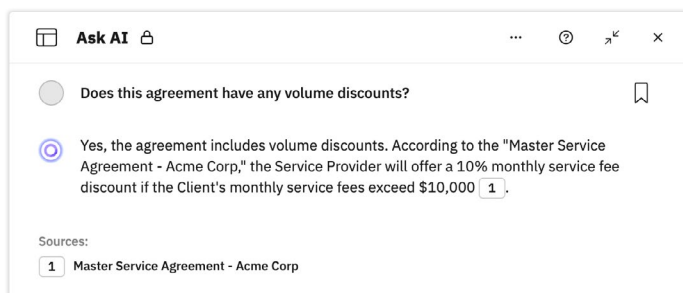 Ask AI
Does this agreement have any volume discounts?
Yes, the agreement includes volume discounts. According to the "Master Service
Agreement - Acme Corp," the Service Provider will offer a 10% monthly service fee
discount if the Client's monthly service fees exceed $10,000 1.
Sources:
1 Master Service Agreement - Acme Corp